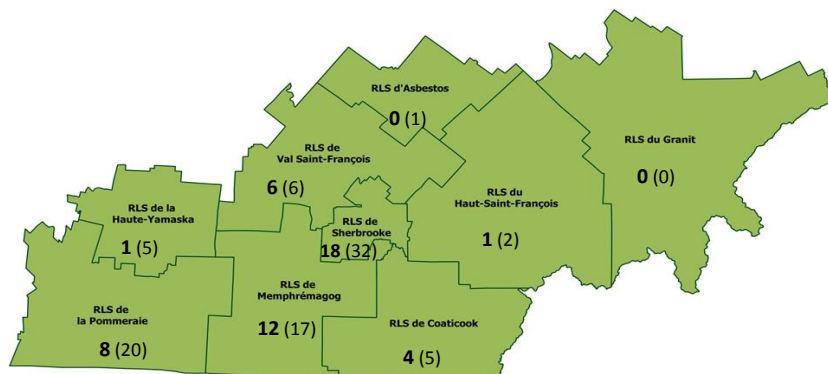 RLS d'Asbestos
0 (1)
RLS du Granit
0 (0)
RLS de
Val Saint-François
6 (6)
RLS du
Haut-Saint-François
1 (2)
RLS de la
Haute-Yamaska
1 (5)
RLS de
Sherbrooke
18 (32)
RLS de
Memphrémagog
12 (17)
RLS de
la Pommeraie
8 (20)
RLS de Coaticook
4 (5)